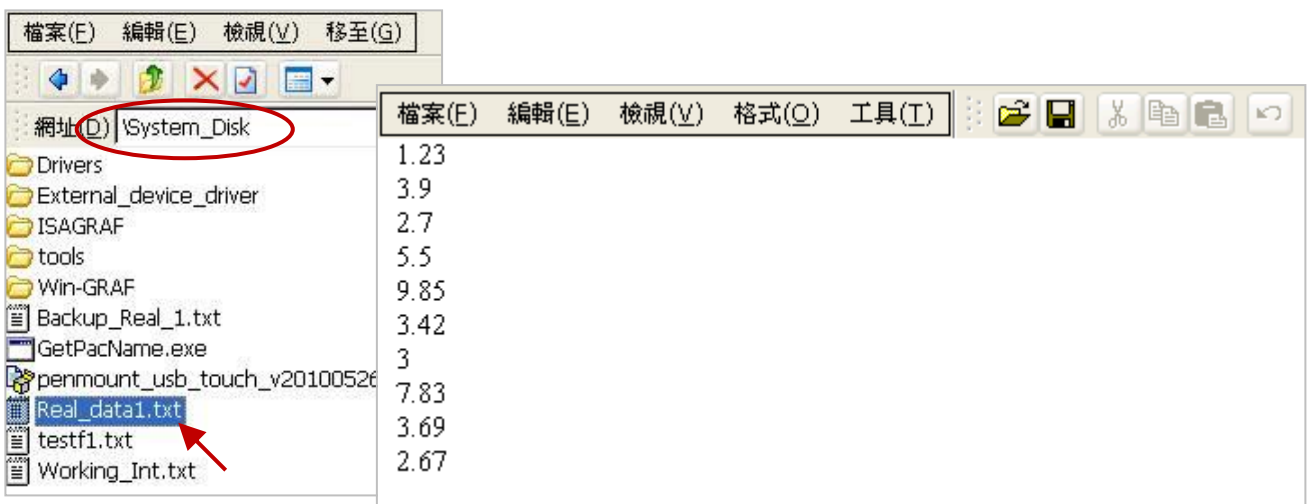 檔案(F) 編輯(E) 檢視(V) 移至(G)
網址(D) \System_Disk
Drivers
External_device_driver
ISAGRAF
tools
Win-GRAF
Backup_Real_1.txt
GetPacName.exe
penmount_usb_touch_v20100526
Real_data1.txt
testf1.txt
Working_Int.txt
檔案(F) 編輯(E) 檢視(V) 格式(O) 工具(T)
1.23
3.9
2.7
5.5
9.85
3.42
3
7.83
3.69
2.67